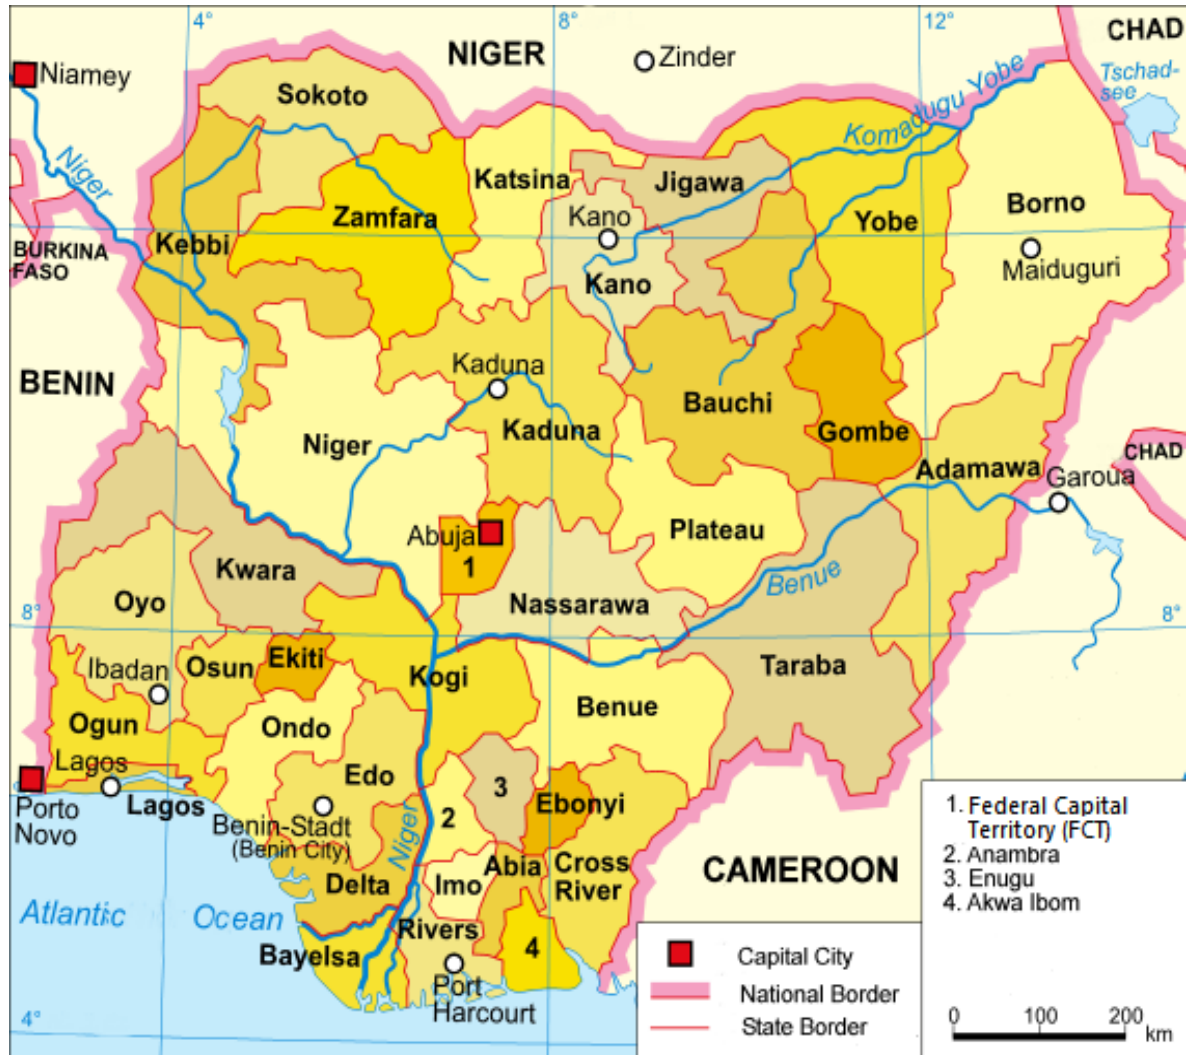 4°
8°
12°
CHAD
NIGER
Zinder
Niamey
Tschad-
see
Sokoto
Komadugu Yobe
Niger
Katsina
Jigawa
Zamfara
Kano
Yobe
Borno
Kebbi
BURKINA
FASO
Maiduguri
Kano
Kaduna
BENIN
Bauchi
Niger
Kaduna
Gombe
CHAD
Adamawa
Garoua
Abuja
Plateau
1
Kwara
Benue
Oyo
Nassarawa
8°
8°
Ibadan
Osun
Ekiti
Kogi
Taraba
Ogun
Ondo
Benue
Lagos
Edo
3
Porto
Novo
Lagos
Benin-Stadt
(Benin City)
Niger
2
Ebonyi
Delta
Imo
Abia
Cross
River
CAMEROON
Atlantic Ocean
Rivers
Bayelsa
4
Port
Harcourt
4°
1. Federal Capital
Territory (FCT)
2. Anambra
3. Enugu
4. Akwa Ibom
Capital City
National Border
State Border
0 100 200 km